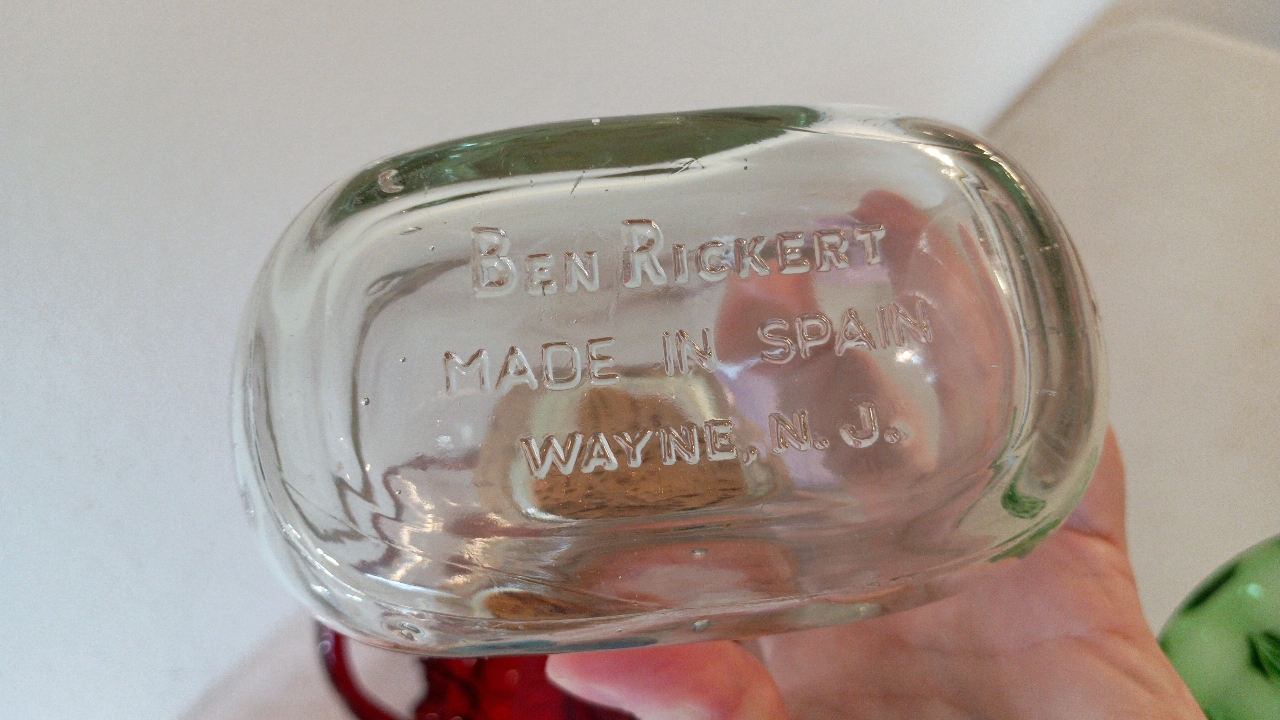 BEN RICKERT
MADE IN SPAIN
WAYNE, N. J.